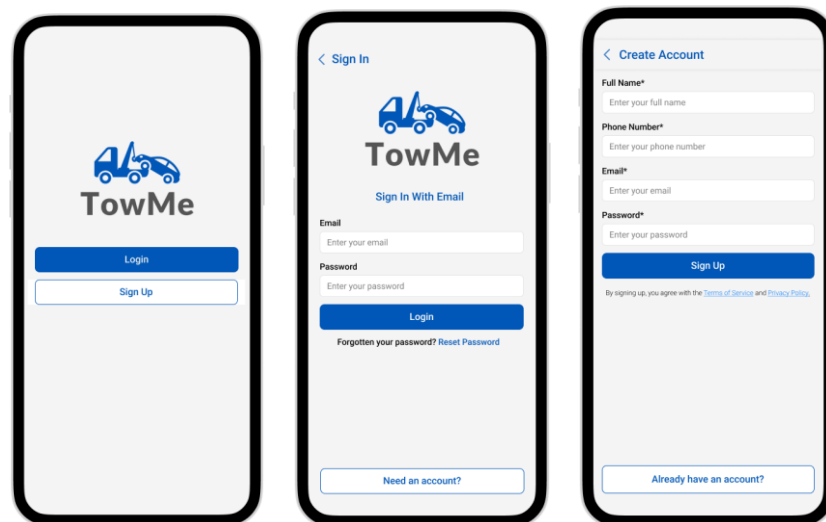 TowMe
Login
Sign Up
Sign In
TowMe
Sign In With Email
Email
Enter your email
Password
Enter your password
Login
Forgotten your password? Reset Password
Need an account?
Create Account
Full Name*
Enter your full name
Phone Number*
Enter your phone number
Email*
Enter your email
Password*
Enter your password
Sign Up
By signing up, you agree with the Terms of Service and Privacy Policy.
Already have an account?